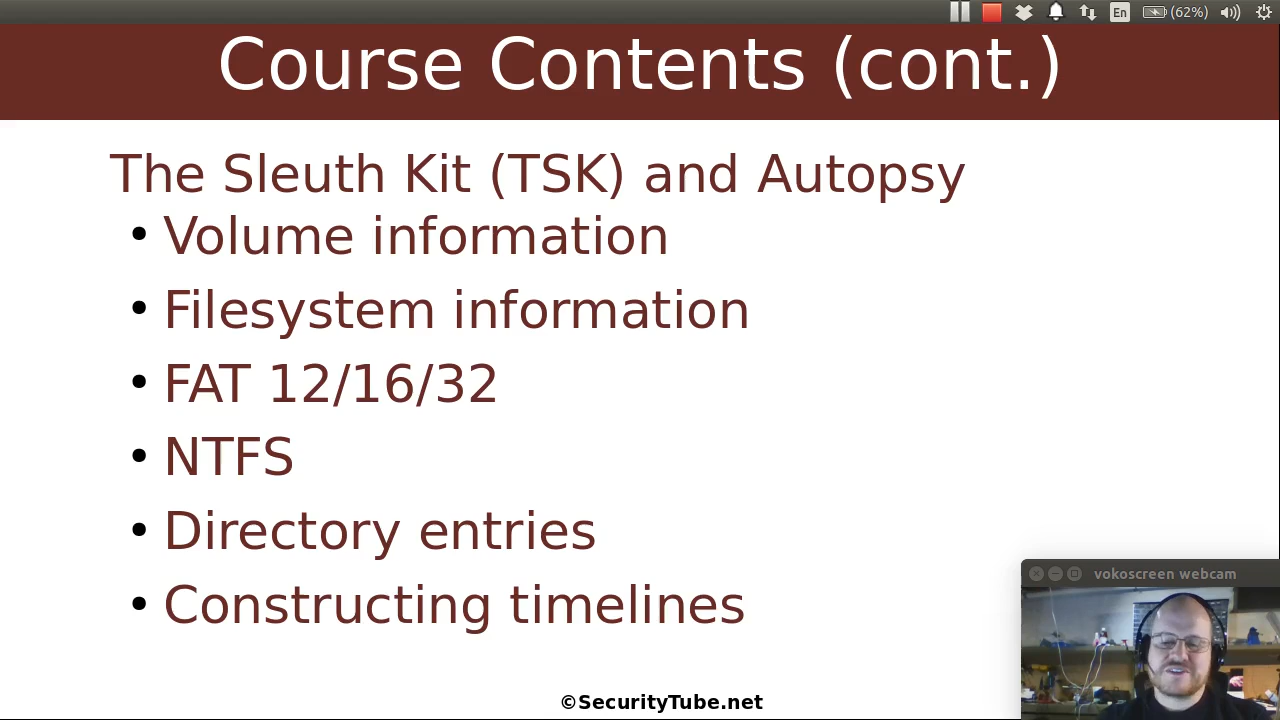 En (62%)
Course Contents (cont.)
The Sleuth Kit (TSK) and Autopsy
• Volume information
• Filesystem information
• FAT 12/16/32
• NTFS
• Directory entries
• Constructing timelines
vokoscreen webcam
©SecurityTube.net